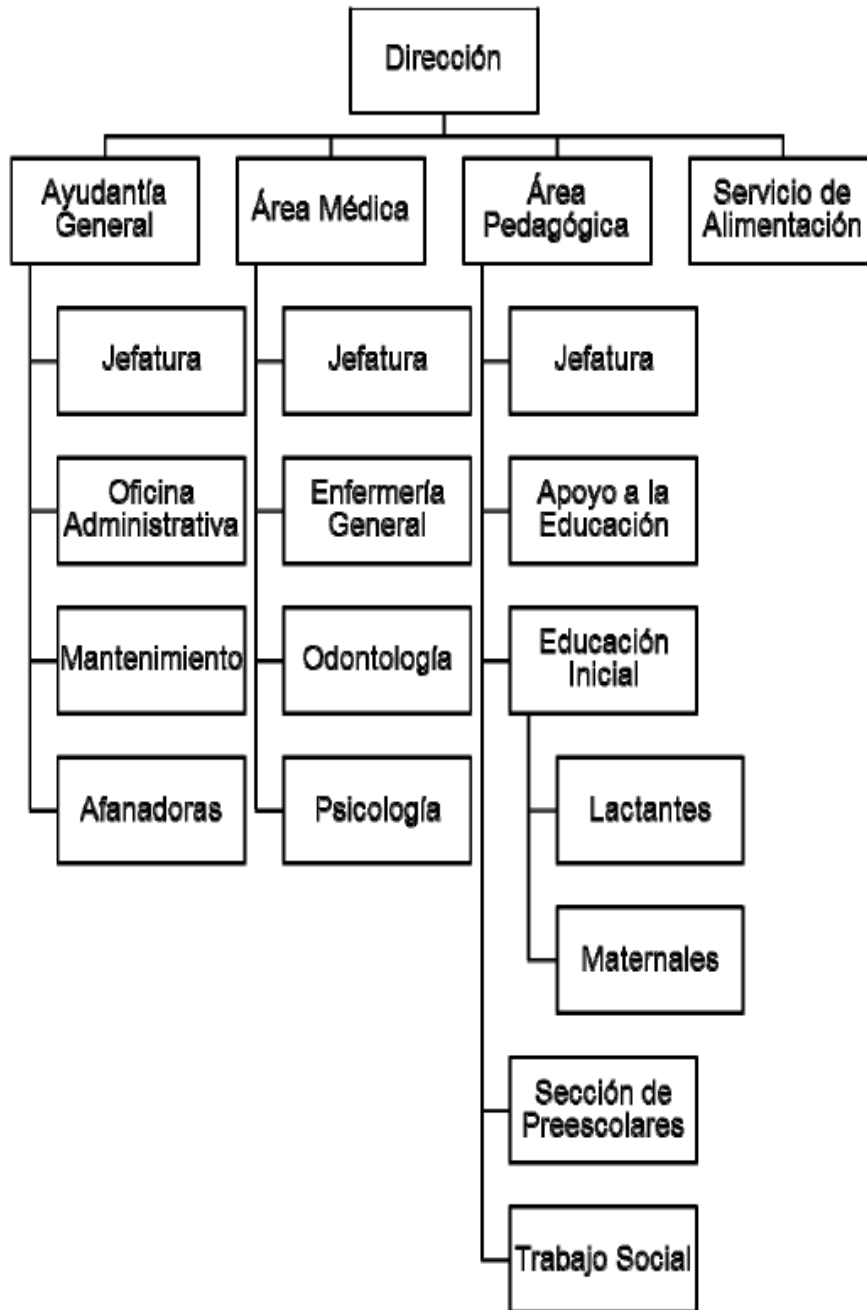 Dirección
Ayudantía
General
Área Médica
Área
Pedagógica
Servicio de
Alimentación
Jefatura
Oficina
Administrativa
Mantenimiento
Afanadoras
Jefatura
Enfermería
General
Odontología
Psicología
Jefatura
Apoyo a la
Educación
Educación
Inicial
Lactantes
Maternales
Sección de
Preescolares
Trabajo Social